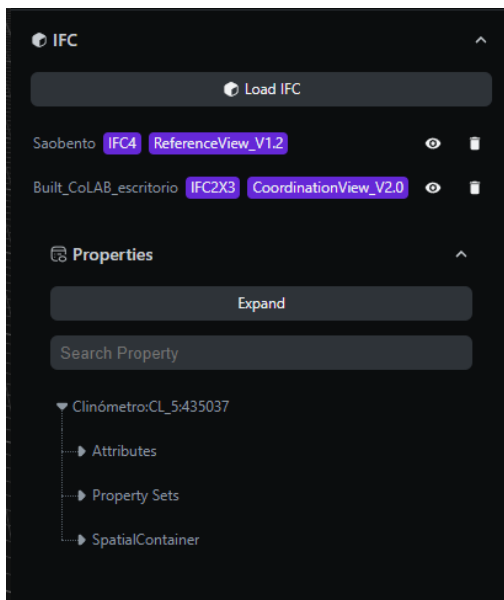 IFC
Load IFC
Saobento IFC4 ReferenceView_V1.2
Built_CoLAB_escritorio IFC2X3 CoordinationView_V2.0
Properties
Expand
Search Property
Clinómetro:CL_5:435037
Attributes
Property Sets
SpatialContainer